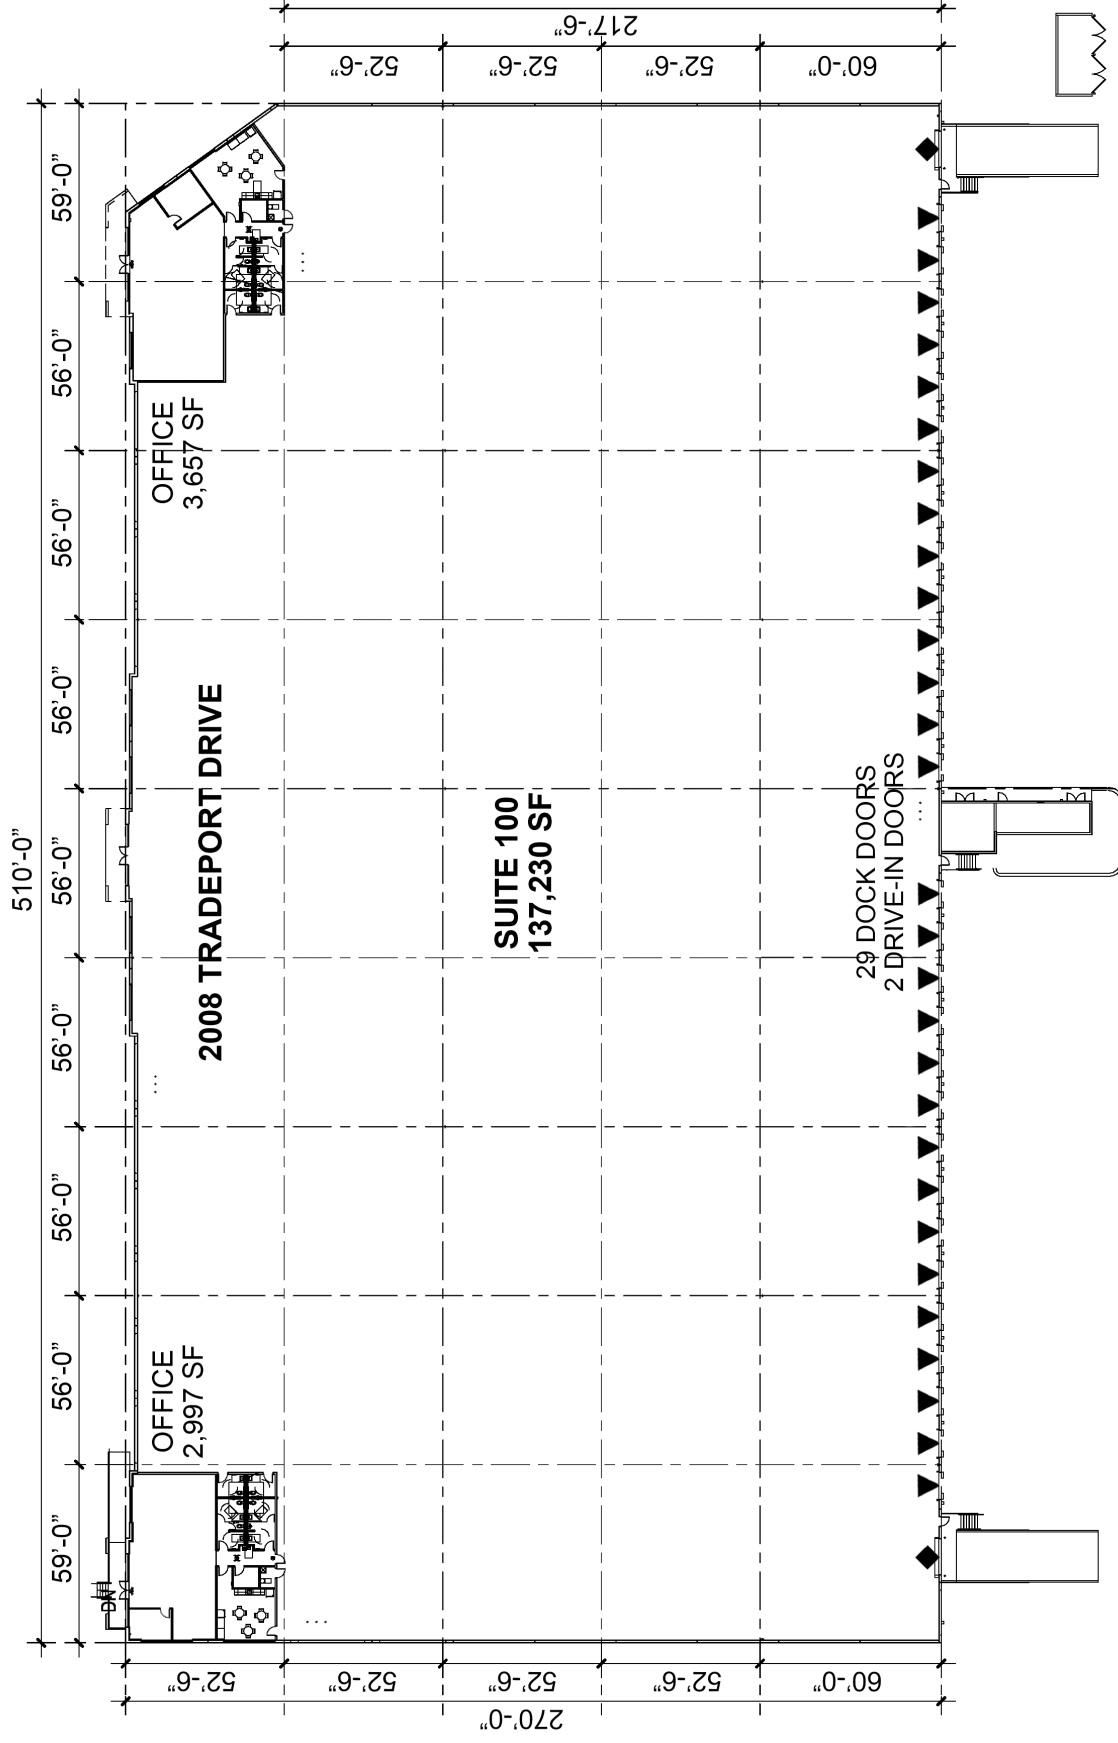 510'-0"
59'-0"
56'-0"
56'-0"
56'-0"
56'-0"
56'-0"
56'-0"
56'-0"
59'-0"
DN
OFFICE
2,997 SF
OFFICE
3,657 SF
2008 TRADEPORT DRIVE
SUITE 100
137,230 SF
29 DOCK DOORS
2 DRIVE-IN DOORS
270'-0"
52'-6"
52'-6"
52'-6"
52'-6"
60'-0"
217'-6"
52'-6"
52'-6"
52'-6"
60'-0"